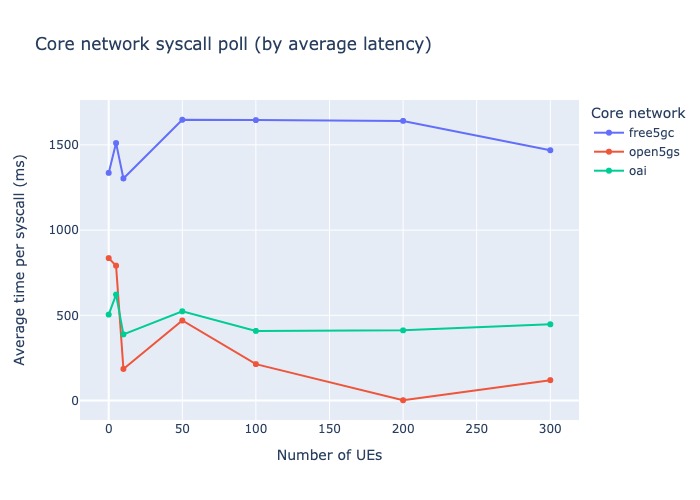 Core network syscall poll (by average latency)
Core network
free5gc
open5gs
oai
Average time per syscall (ms)
1500
1000
500
0
0 50 100 150 200 250 300
Number of UEs